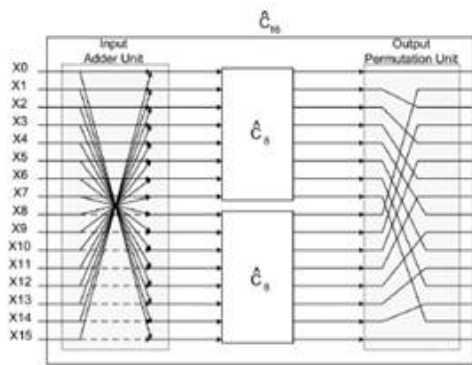 Ĉ16
Input
Adder Unit
Output
Permutation Unit
X0
X1
X2
X3
X4
X5
X6
X7
X8
X9
X10
X11
X12
X13
X14
X15
Ĉ8
Ĉ8